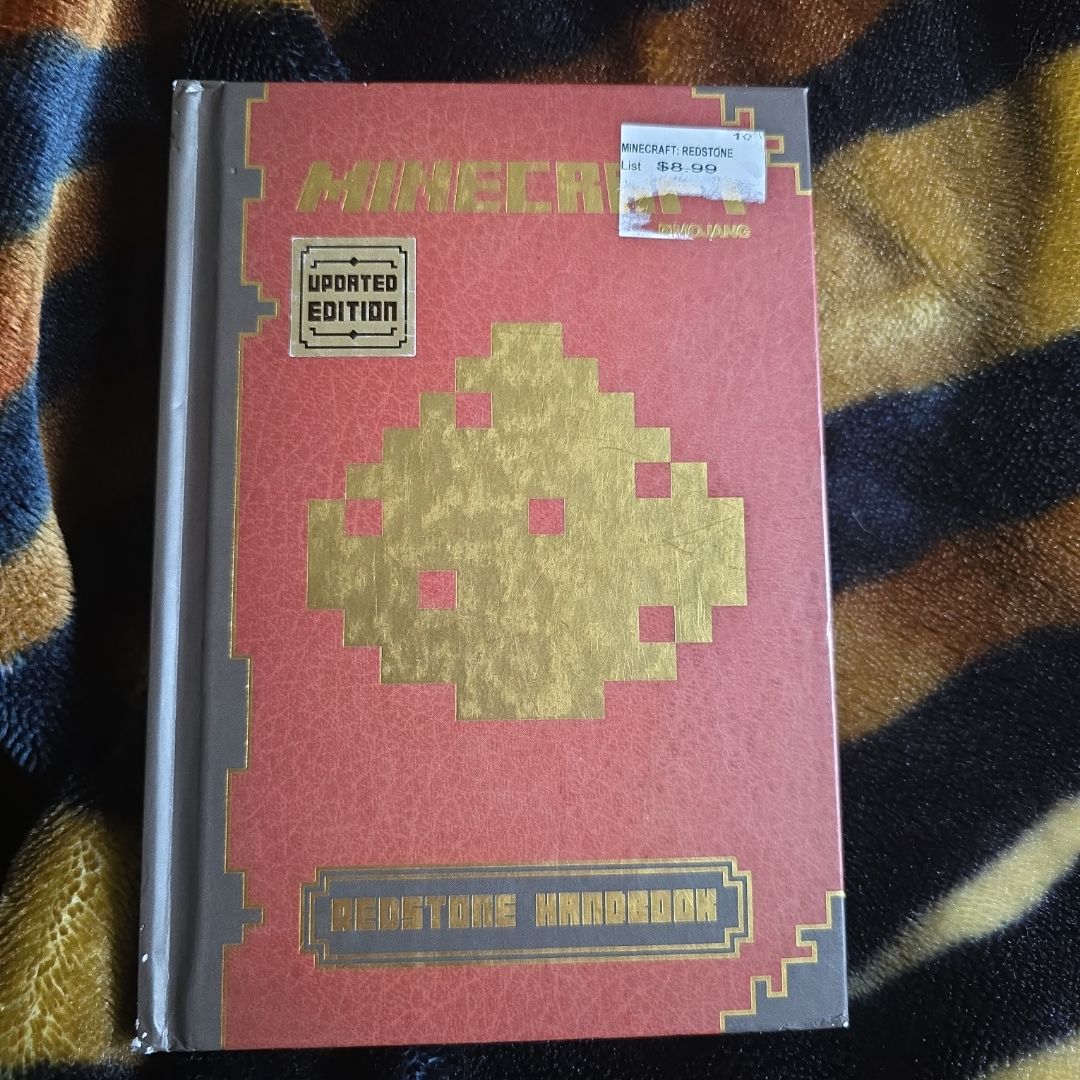 MINECRAFT
MOJANG
MINECRAFT: REDSTONE
List $8.99
UPDATED
EDITION
REDSTONE HANDBOOK